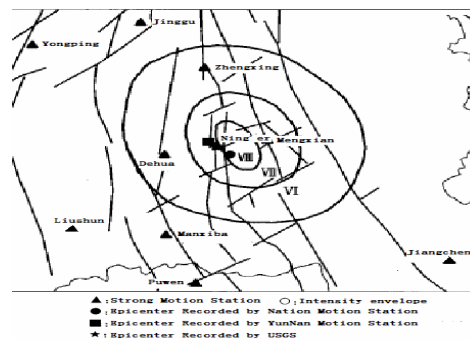 Jinggu
Yongping
Zhengxing
Ning'er Mengxian
VIII
Dehua
VII
VI
Liushun
Manxiba
Jiangchen
Puwen
▲:Strong Motion Station ○:Intensity envelope
●:Epicenter Recorded by Nation Motion Station
■:Epicenter Recorded by YunNan Motion Station
★:Epicenter Recorded by USGS